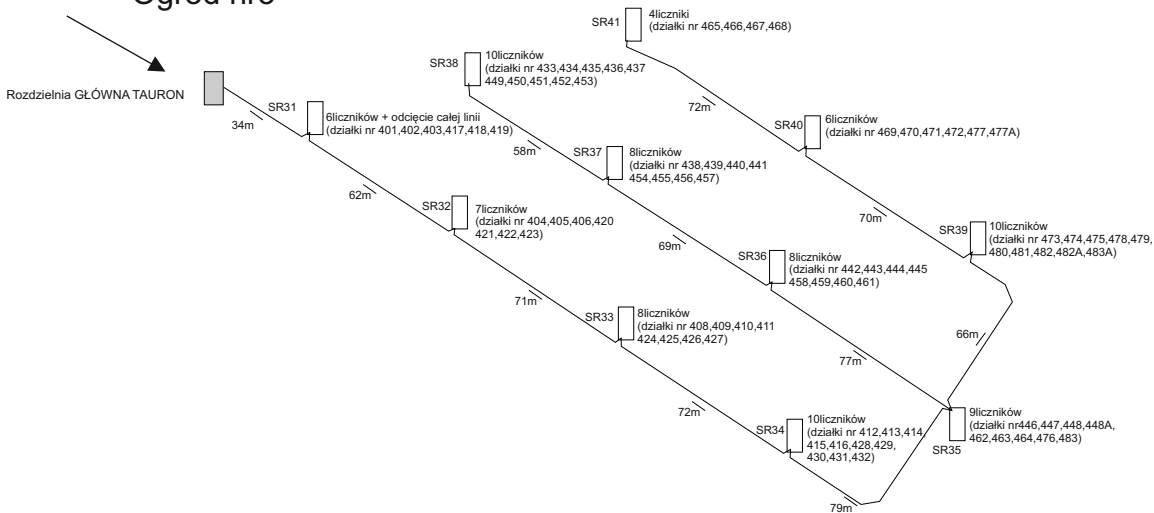 Rozdzielnia GŁÓWNA TAURON
34m
SR31
6liczników + odcięcie całej linii
(działki nr 401,402,403,417,418,419)
62m
SR32
7liczników
(działki nr 404,405,406,420
421,422,423)
71m
SR33
8liczników
(działki nr 408,409,410,411
424,425,426,427)
72m
SR34
10liczników
(działki nr 412,413,414,
415,416,428,429,
430,431,432)
79m
SR35
9liczników
(działki nr446,447,448,448A,
462,463,464,476,483)
77m
SR36
8liczników
(działki nr 442,443,444,445
458,459,460,461)
69m
SR37
8liczników
(działki nr 438,439,440,441
454,455,456,457)
58m
SR38
10liczników
(działki nr 433,434,435,436,437
449,450,451,452,453)
66m
SR39
10liczników
(działki nr 473,474,475,478,479,
480,481,482,482A,483A)
70m
SR40
6liczników
(działki nr 469,470,471,472,477,477A)
72m
SR41
4liczniki
(działki nr 465,466,467,468)